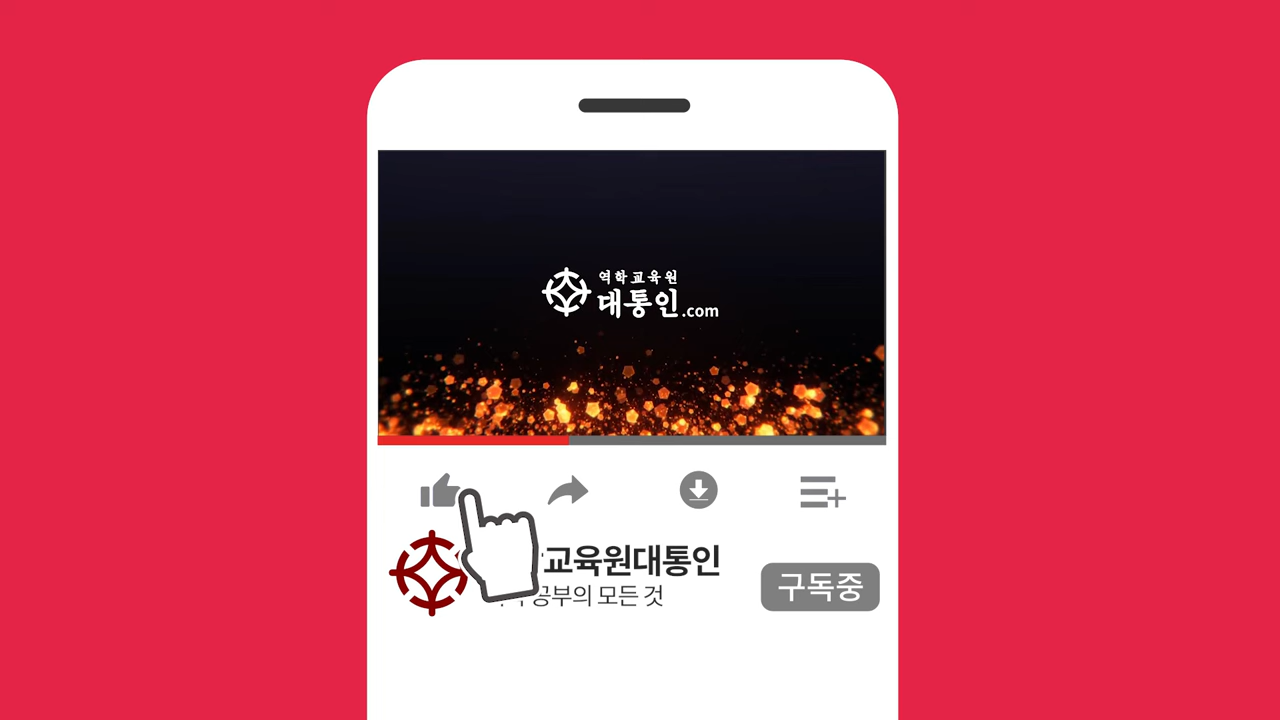 역학교육원
대통인.com
교육원대통인
공부의 모든 것
구독중